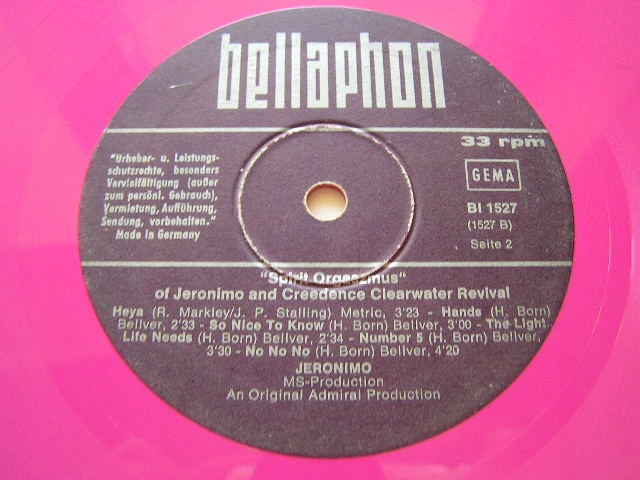 bellaphon
33 rpm
"Urheber- u. Leistungs-
schutzrechte, besonders
Vervielfältigung (außer
zum persönl. Gebrauch),
Vermietung, Aufführung,
Sendung, vorbehalten."
Made in Germany
GEMA
BI 1527
(1527 B)
Seite 2
"Spirit Orgaszmus"
of Jeronimo and Creedence Clearwater Revival
Heya (R. Markley/J. P. Stalling) Metric, 3'23 - Hands (H. Born)
Bellver, 2'33 - So Nice To Know (H. Born) Bellver, 3'00 - The Light
Life Needs (H. Born) Bellver, 2'34 - Number 5 (H. Born) Bellver,
3'30 - No No No (H. Born) Bellver, 4'20
JERONIMO
MS-Production
An Original Admiral Production